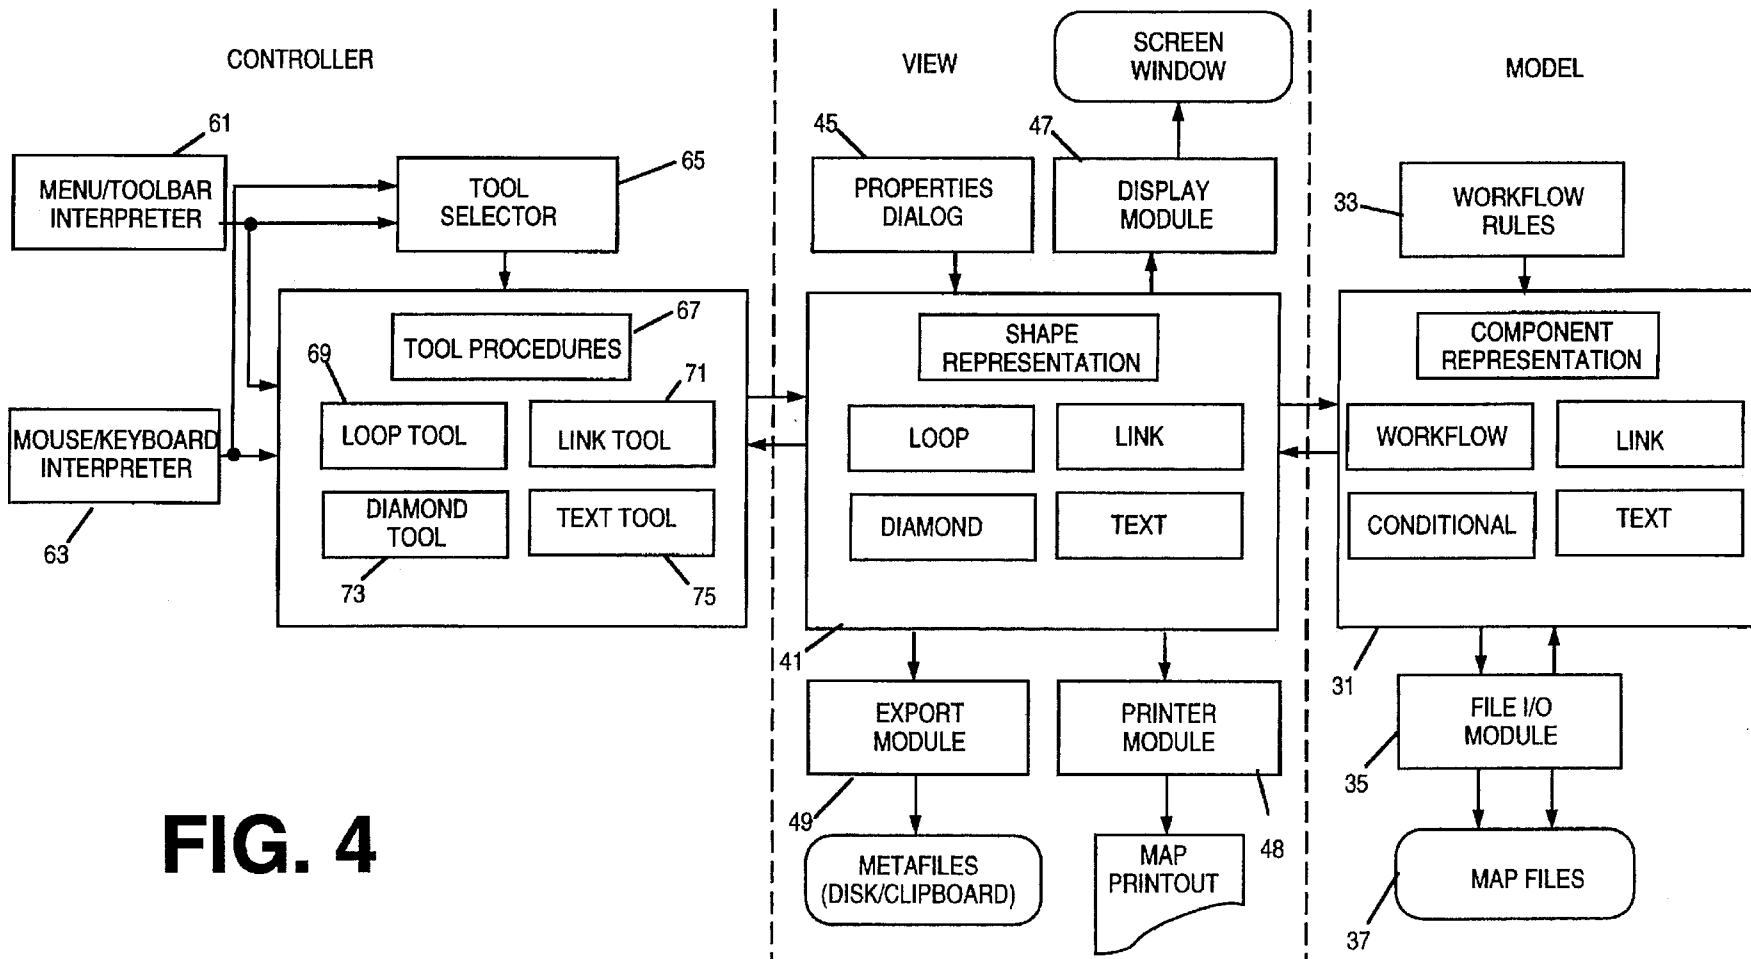 CONTROLLER
61
MENU/TOOLBAR
INTERPRETER
TOOL
SELECTOR
65
67
TOOL PROCEDURES
69
LOOP TOOL
71
LINK TOOL
MOUSE/KEYBOARD
INTERPRETER
63
DIAMOND
TOOL
73
TEXT TOOL
75
VIEW
SCREEN
WINDOW
45
PROPERTIES
DIALOG
47
DISPLAY
MODULE
SHAPE
REPRESENTATION
LOOP
LINK
DIAMOND
TEXT
41
EXPORT
MODULE
49
PRINTER
MODULE
48
METAFILES
(DISK/CLIPBOARD)
MAP
PRINTOUT
MODEL
33
WORKFLOW
RULES
COMPONENT
REPRESENTATION
WORKFLOW
LINK
CONDITIONAL
TEXT
31
FILE I/O
MODULE
35
MAP FILES
37
FIG. 4